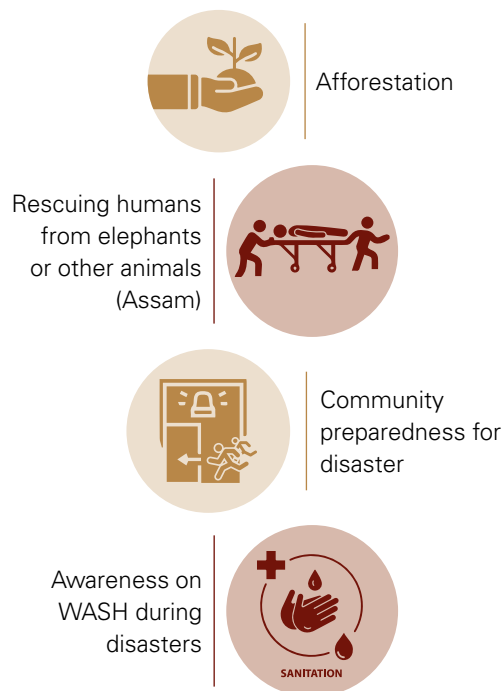 Afforestation
Rescuing humans
from elephants
or other animals
(Assam)
Community
preparedness for
disaster
Awareness on
WASH during
disasters
SANITATION